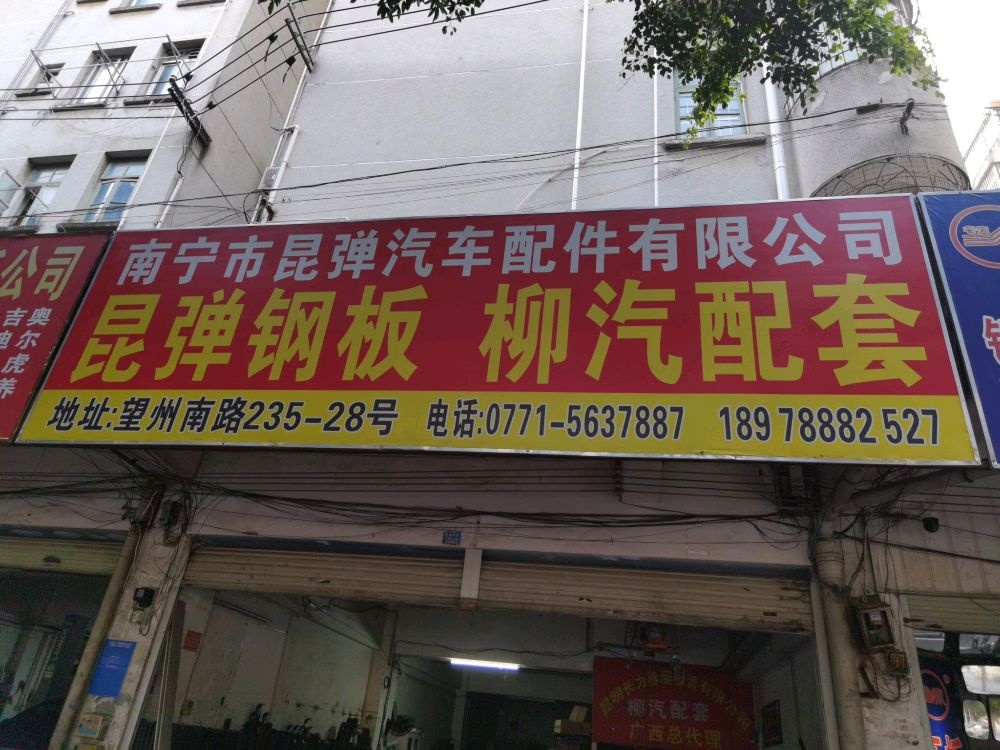 南宁市昆弹汽车配件有限公司
昆弹钢板 柳汽配套
地址:望州南路235-28号 电话:0771-5637887 18978882527
公司
吉奥
迪尔
虎
养
柳汽配套
广西总代理